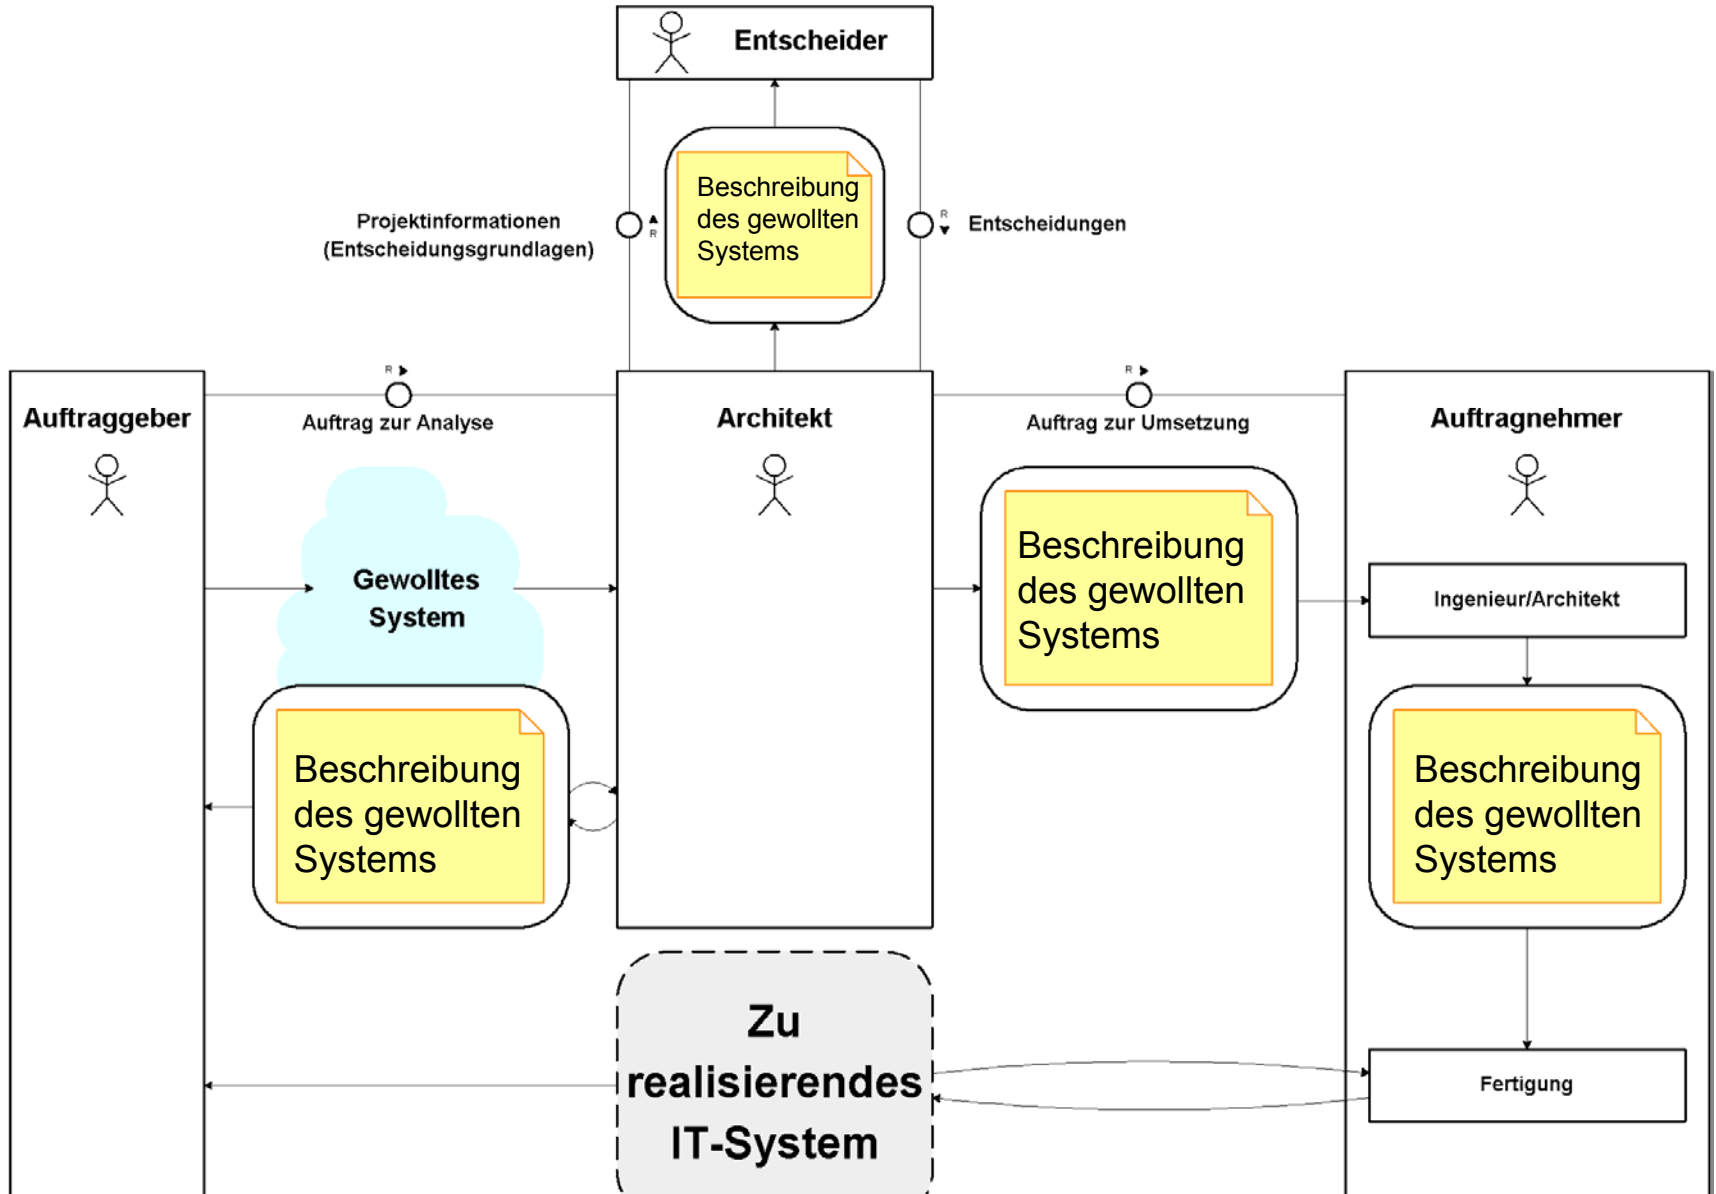 Entscheider
Beschreibung
des gewollten
Systems
Projektinformationen
(Entscheidungsgrundlagen)
R
R
Entscheidungen
R
Auftrag zur Analyse
R
Auftrag zur Umsetzung
Auftraggeber
Architekt
Auftragnehmer
Gewolltes
System
Beschreibung
des gewollten
Systems
Ingenieur/Architekt
Beschreibung
des gewollten
Systems
Beschreibung
des gewollten
Systems
Zu
realisierendes
IT-System
Fertigung